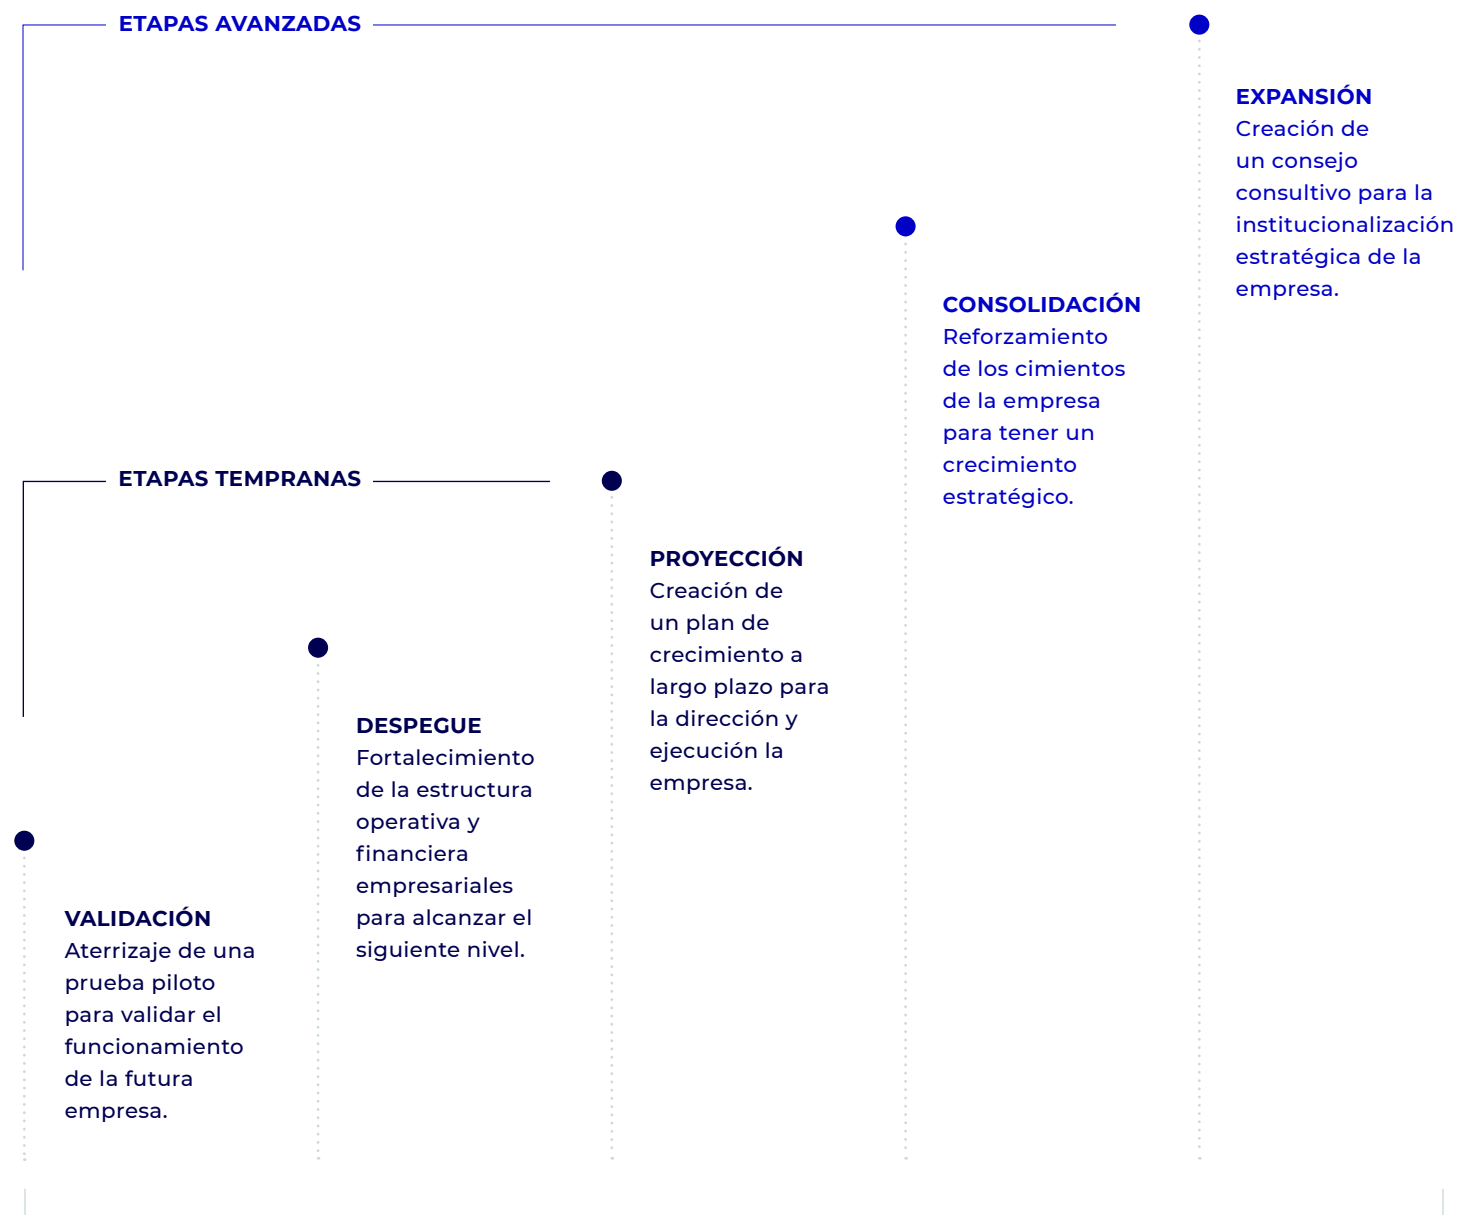 ETAPAS AVANZADAS
EXPANSIÓN
Creación de
un consejo
consultivo para la
institucionalización
estratégica de la
empresa.
CONSOLIDACIÓN
Reforzamiento
de los cimientos
de la empresa
para tener un
crecimiento
estratégico.
ETAPAS TEMPRANAS
PROYECCIÓN
Creación de
un plan de
crecimiento a
largo plazo para
la dirección y
ejecución la
empresa.
DESPEGUE
Fortalecimiento
de la estructura
operativa y
financiera
empresariales
para alcanzar el
siguiente nivel.
VALIDACIÓN
Aterrizaje de una
prueba piloto
para validar el
funcionamiento
de la futura
empresa.